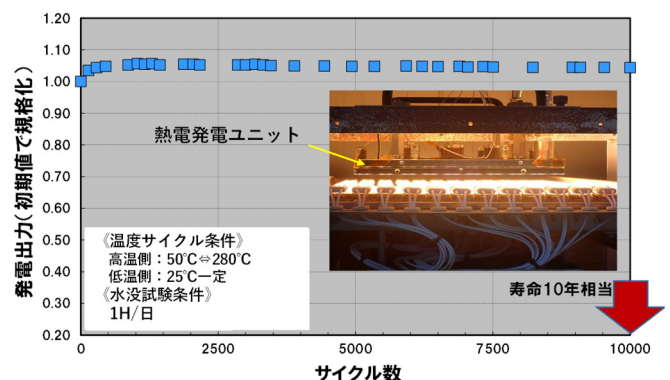 1.20
1.10
1.00
0.90
0.80
0.70
0.60
0.50
0.40
0.30
0.20
発電出力(初期値で規格化)
熱電発電ユニット
《温度サイクル条件》
高温側:50℃⇔280℃
低温側:25℃一定
《水没試験条件》
1H/日
寿命10年相当
0
2500
5000
7500
10000
サイクル数